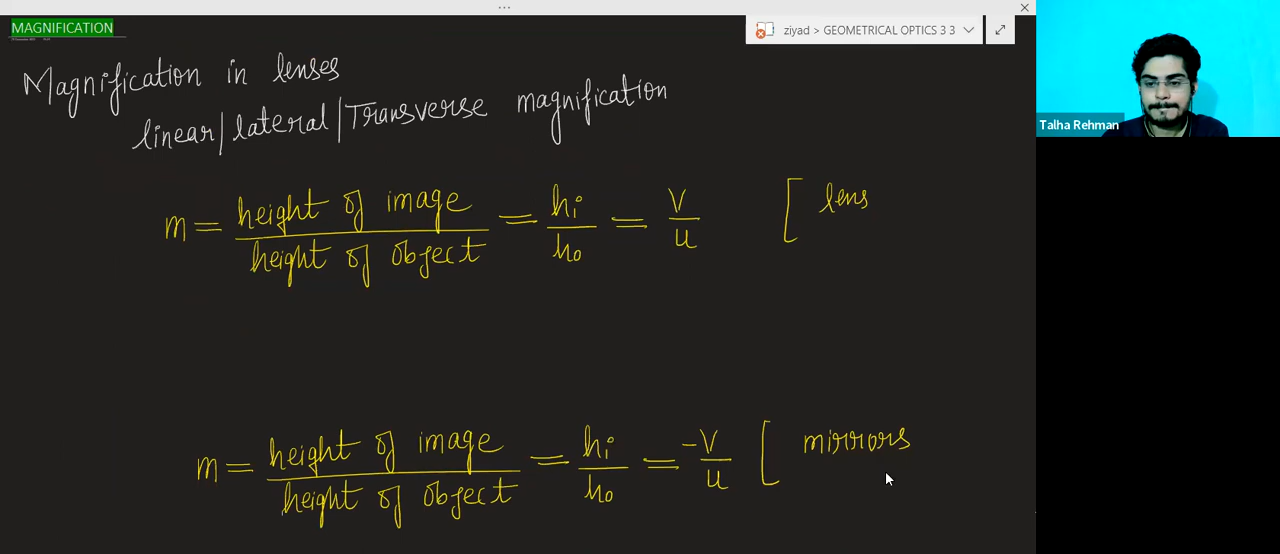 MAGNIFICATION
ziyad > GEOMETRICAL OPTICS 3 3
Magnification in lenses
linear/lateral/Transverse magnification
m = height of image / height of object = hi / ho = v / u [ lens
m = height of image / height of object = hi / ho = -v / u [ mirrors
Talha Rehman